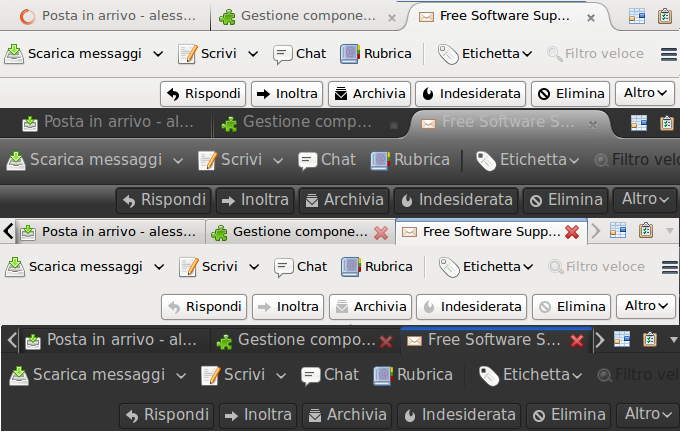 Posta in arrivo - aless... Gestione compone... Free Software Supp...
Scarica messaggi Scrivi Chat Rubrica Etichetta Filtro veloce
Rispondi Inoltra Archivia Indesiderata Elimina Altro
Posta in arrivo - al... Gestione comp... Free Software S...
Scarica messaggi Scrivi Chat Rubrica Etichetta Filtro velo
Rispondi Inoltra Archivia Indesiderata Elimina Altro
Posta in arrivo - aless... Gestione compone... Free Software Supp...
Scarica messaggi Scrivi Chat Rubrica Etichetta Filtro veloce
Rispondi Inoltra Archivia Indesiderata Elimina Altro
Posta in arrivo - al... Gestione compo... Free Software S...
Scarica messaggi Scrivi Chat Rubrica Etichetta Filtro velo
Rispondi Inoltra Archivia Indesiderata Elimina Altro